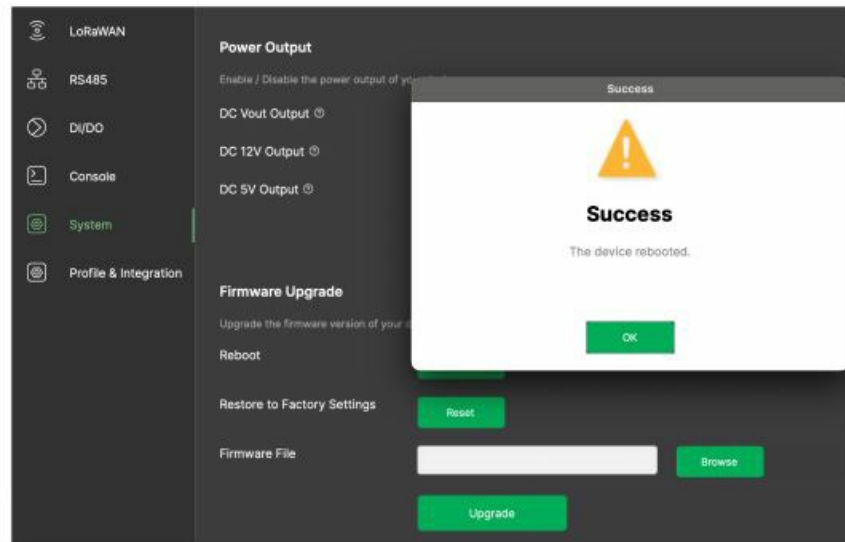 LoRaWAN
RS485
DI/DO
Console
System
Profile & Integration
Power Output
Enable / Disable the power output of
DC Vout Output
DC 12V Output
DC 5V Output
Firmware Upgrade
Upgrade the firmware version of your
Reboot
Restore to Factory Settings
Reset
Firmware File
Browse
Upgrade
Success
Success
The device rebooted.
OK